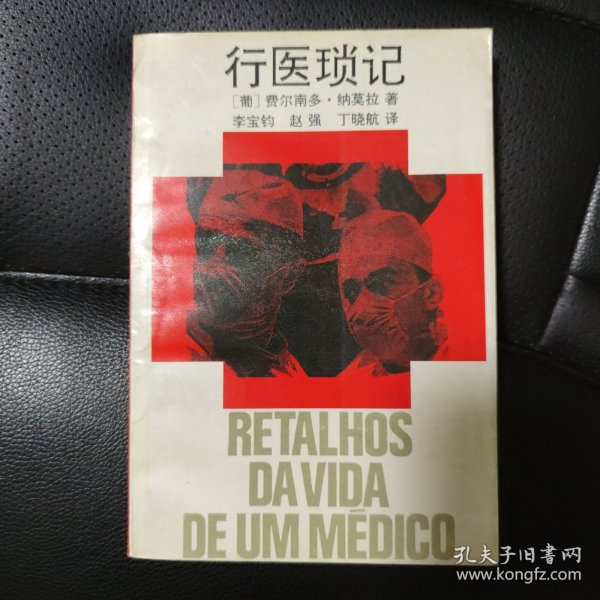 行医琐记
[葡]费尔南多·纳莫拉 著
李宝钧 赵强 丁晓航 译
RETALHOS
DA VIDA
DE UM MÉDICO
孔夫子旧书网
www.kongfz.com